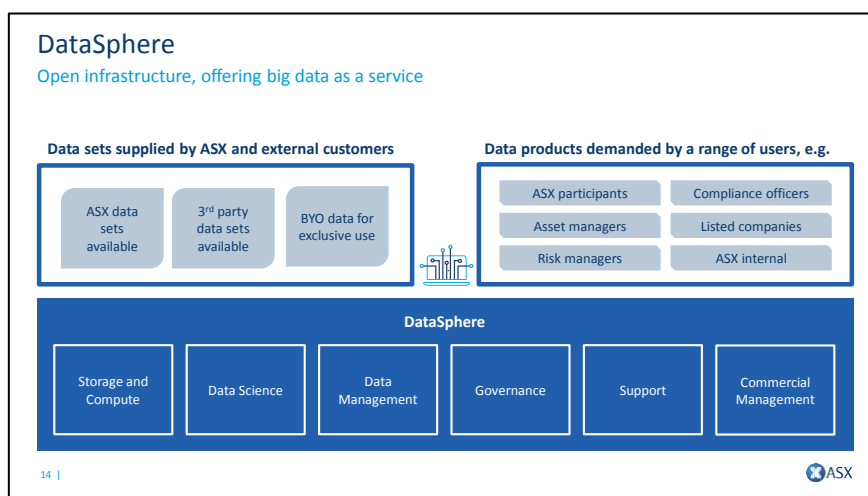 DataSphere
Open infrastructure, offering big data as a service
Data sets supplied by ASX and external customers
ASX data
sets
available
3rd party
data sets
available
BYO data for
exclusive use
Data products demanded by a range of users, e.g.
ASX participants
Compliance officers
Asset managers
Listed companies
Risk managers
ASX internal
DataSphere
Storage and
Compute
Data Science
Data
Management
Governance
Support
Commercial
Management
14 |
ASX